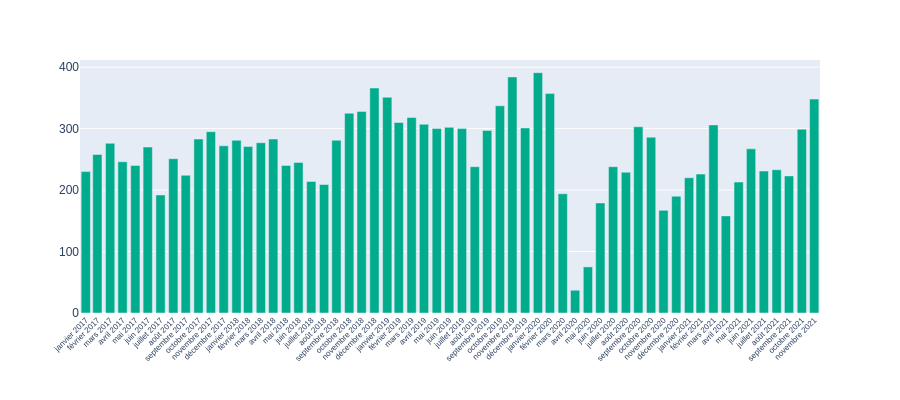 400
300
200
100
0
janvier 2017
février 2017
mars 2017
avril 2017
mai 2017
juin 2017
juillet 2017
août 2017
septembre 2017
octobre 2017
novembre 2017
décembre 2017
janvier 2018
février 2018
mars 2018
avril 2018
mai 2018
juin 2018
juillet 2018
août 2018
septembre 2018
octobre 2018
novembre 2018
décembre 2018
janvier 2019
février 2019
mars 2019
avril 2019
mai 2019
juin 2019
juillet 2019
août 2019
septembre 2019
octobre 2019
novembre 2019
décembre 2019
janvier 2020
février 2020
mars 2020
avril 2020
mai 2020
juin 2020
juillet 2020
août 2020
septembre 2020
octobre 2020
novembre 2020
décembre 2020
janvier 2021
février 2021
mars 2021
avril 2021
mai 2021
juin 2021
juillet 2021
août 2021
septembre 2021
octobre 2021
novembre 2021